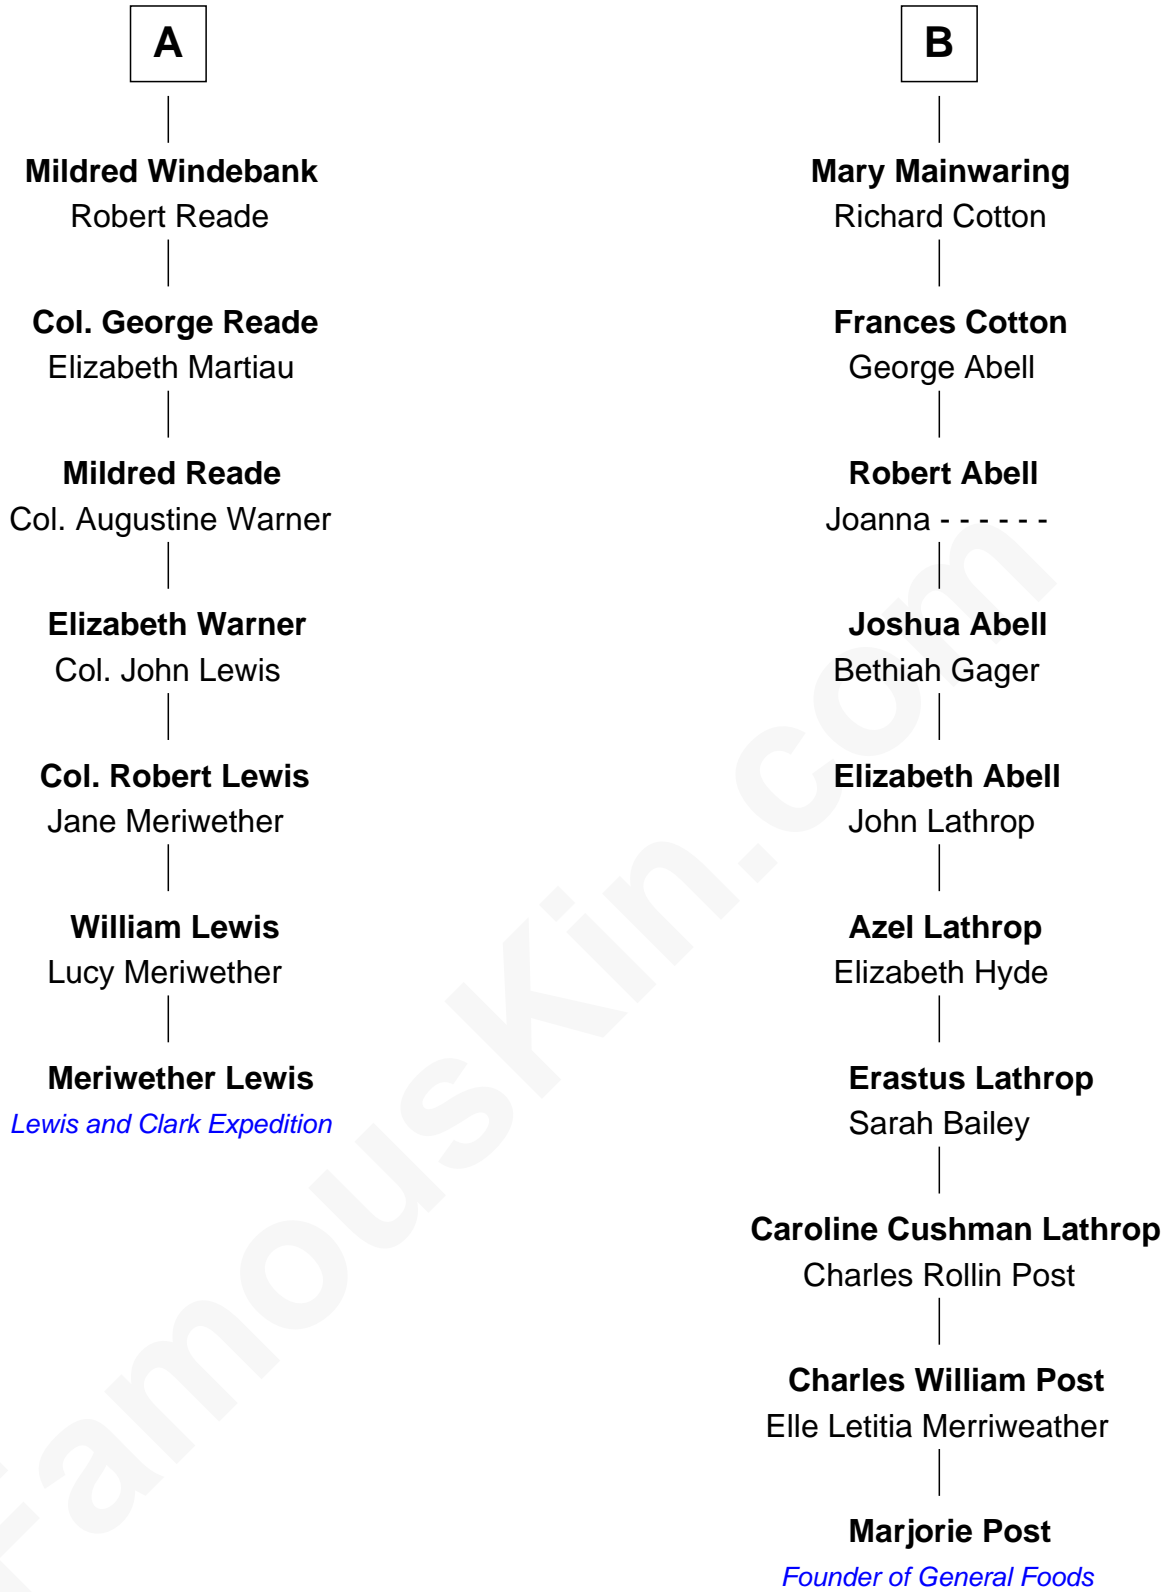 A
Mildred Windebank
Robert Reade
Col. George Reade
Elizabeth Martiau
Mildred Reade
Col. Augustine Warner
Elizabeth Warner
Col. John Lewis
Col. Robert Lewis
Jane Meriwether
William Lewis
Lucy Meriwether
Meriwether Lewis
Lewis and Clark Expedition
B
Mary Mainwaring
Richard Cotton
Frances Cotton
George Abell
Robert Abell
Joanna - - - - - -
Joshua Abell
Bethiah Gager
Elizabeth Abell
John Lathrop
Azel Lathrop
Elizabeth Hyde
Erastus Lathrop
Sarah Bailey
Caroline Cushman Lathrop
Charles Rollin Post
Charles William Post
Elle Letitia Merriweather
Marjorie Post
Founder of General Foods
FamousKin.com